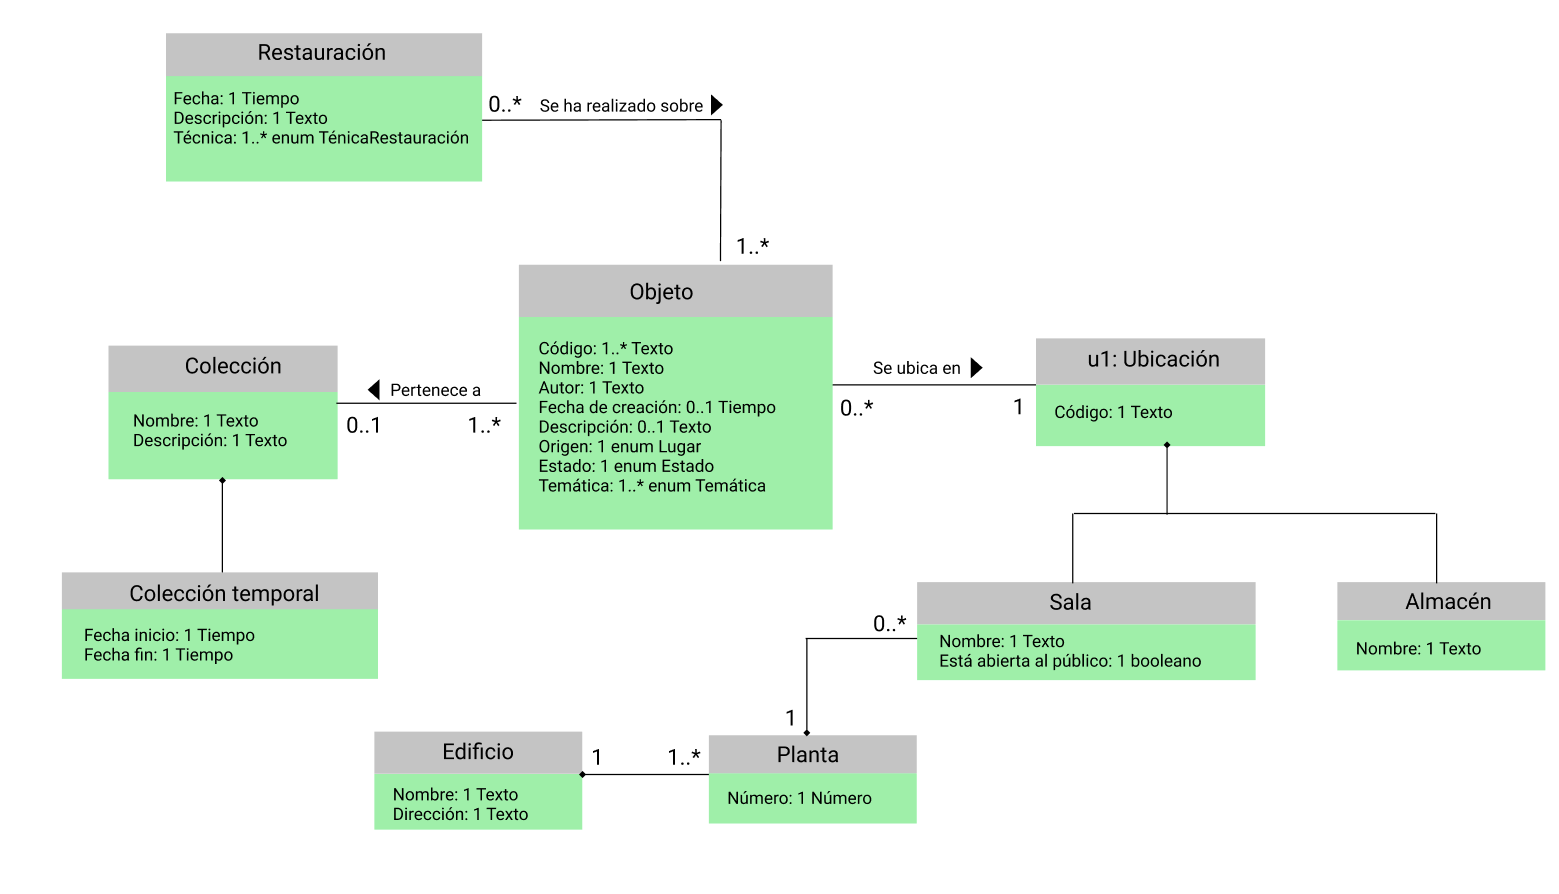 Restauración
Fecha: 1 Tiempo
Descripción: 1 Texto
Técnica: 1..* enum TénicaRestauración
0..*
Se ha realizado sobre
1..*
Objeto
Código: 1..* Texto
Nombre: 1 Texto
Autor: 1 Texto
Fecha de creación: 0..1 Tiempo
Descripción: 0..1 Texto
Origen: 1 enum Lugar
Estado: 1 enum Estado
Temática: 1..* enum Temática
Colección
Nombre: 1 Texto
Descripción: 1 Texto
Pertenece a
0..1
1..*
Se ubica en
0..*
1
u1: Ubicación
Código: 1 Texto
Colección temporal
Fecha inicio: 1 Tiempo
Fecha fin: 1 Tiempo
Sala
Nombre: 1 Texto
Está abierta al público: 1 booleano
Almacén
Nombre: 1 Texto
0..*
1
Edificio
Nombre: 1 Texto
Dirección: 1 Texto
1
1..*
Planta
Número: 1 Número